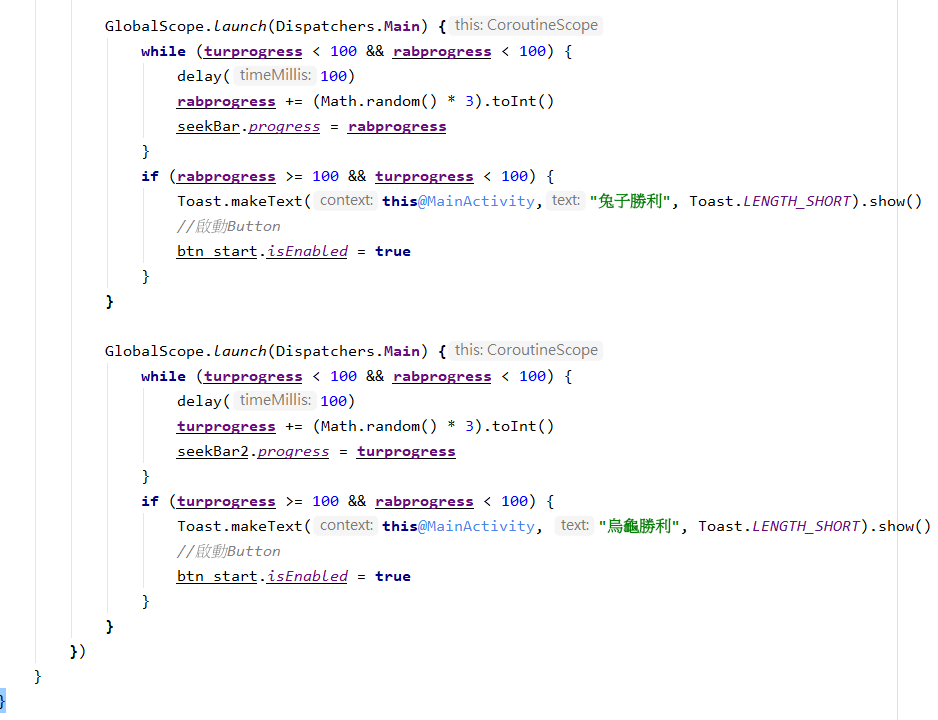 GlobalScope.launch(Dispatchers.Main) { this: CoroutineScope
while (turprogress < 100 && rabprogress < 100) {
delay( timeMillis: 100)
rabprogress += (Math.random() * 3).toInt()
seekBar.progress = rabprogress
}
if (rabprogress >= 100 && turprogress < 100) {
Toast.makeText( context: this@MainActivity, text: "兔子勝利", Toast.LENGTH_SHORT).show()
//啟動Button
btn_start.isEnabled = true
}
}
GlobalScope.launch(Dispatchers.Main) { this: CoroutineScope
while (turprogress < 100 && rabprogress < 100) {
delay( timeMillis: 100)
turprogress += (Math.random() * 3).toInt()
seekBar2.progress = turprogress
}
if (turprogress >= 100 && rabprogress < 100) {
Toast.makeText( context: this@MainActivity, text: "烏龜勝利", Toast.LENGTH_SHORT).show()
//啟動Button
btn_start.isEnabled = true
}
}
})
}
}